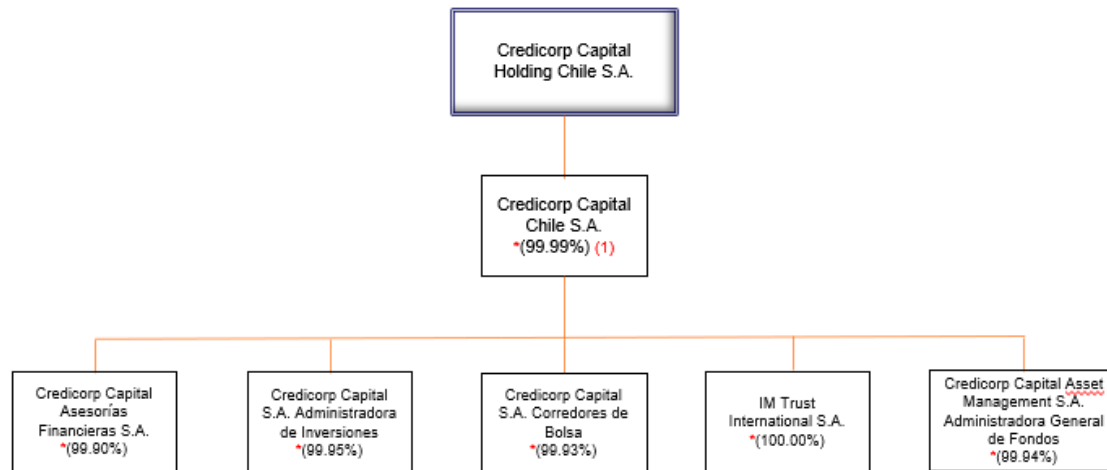 Credicorp Capital
Holding Chile S.A.
Credicorp Capital
Chile S.A.
*(99.99%) (1)
Credicorp Capital
Asesorías
Financieras S.A.
*(99.90%)
Credicorp Capital
S.A. Administradora
de Inversiones
*(99.95%)
Credicorp Capital
S.A. Corredores de
Bolsa
*(99.93%)
IM Trust
International S.A.
*(100.00%)
Credicorp Capital Asset
Management S.A.
Administradora General
de Fondos
*(99.94%)